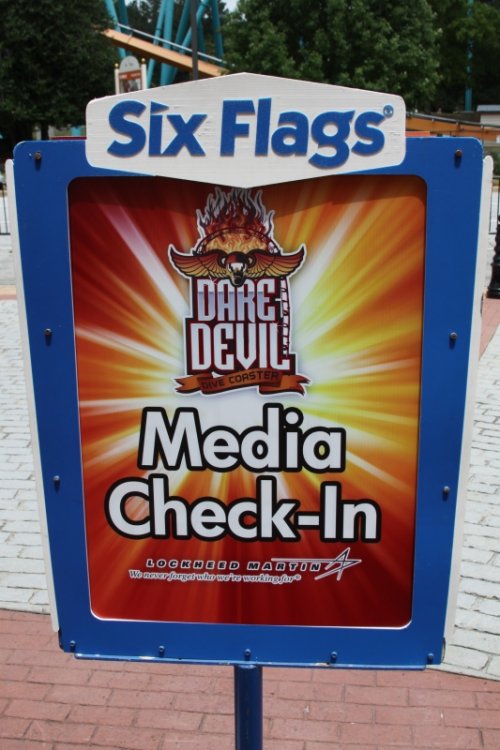 Six Flags®
DARE
DEVIL
DIVE COASTER
Media
Check-In
LOCKHEED MARTIN
We never forget who we're working for®